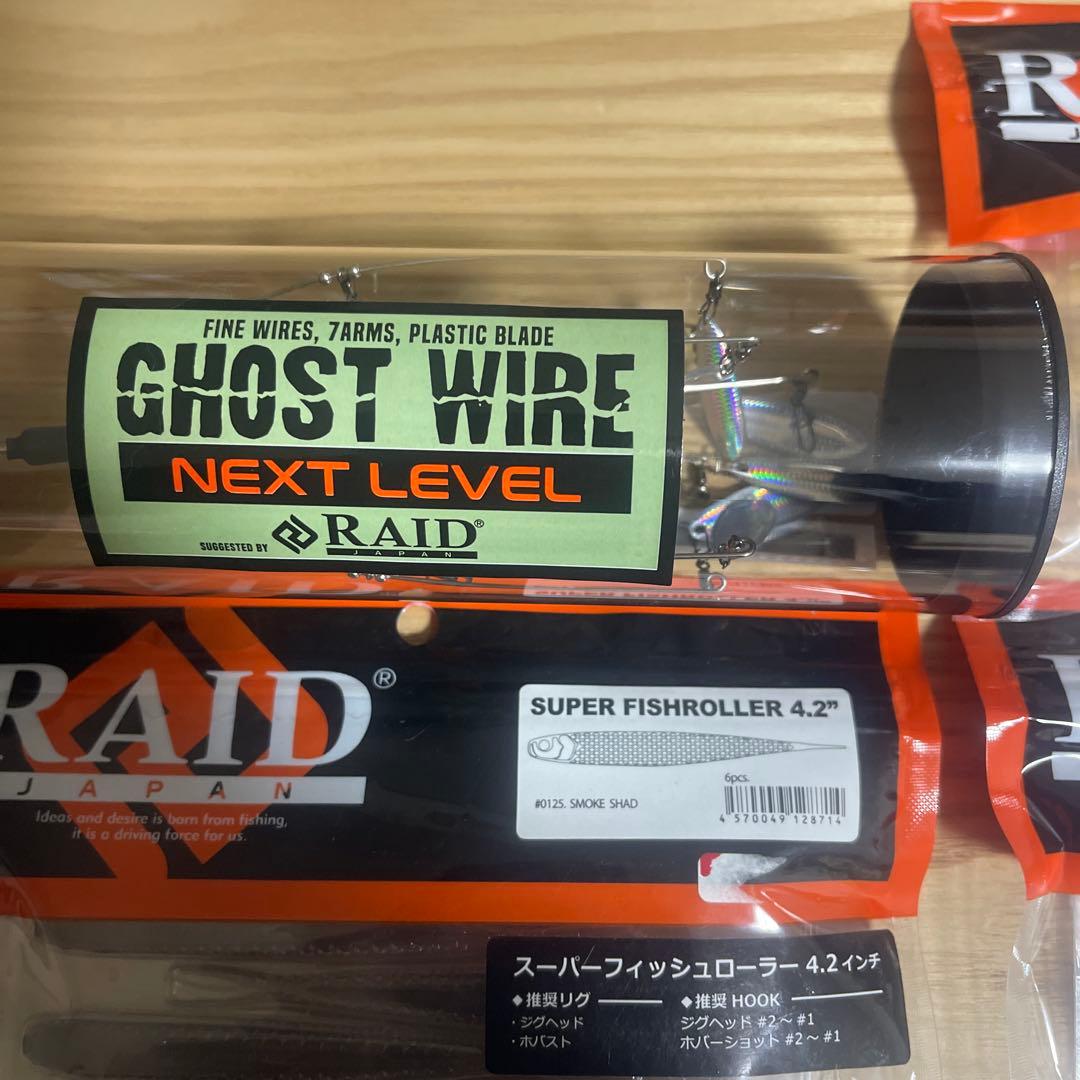 FINE WIRES, 7ARMS, PLASTIC BLADE
GHOST WIRE
NEXT LEVEL
SUGGESTED BY RAID®
JAPAN
RAID®
JAPAN
Ideas and desire is born from fishing,
it is a driving force for us.
SUPER FISHROLLER 4.2”
6pcs.
#0125. SMOKE SHAD
4 570049 128714
スーパーフィッシュローラー 4.2インチ
◆推奨リグ
・ジグヘッド
・ホバスト
◆推奨 HOOK
ジグヘッド #2～ #1
ホバーショット #2～ #1